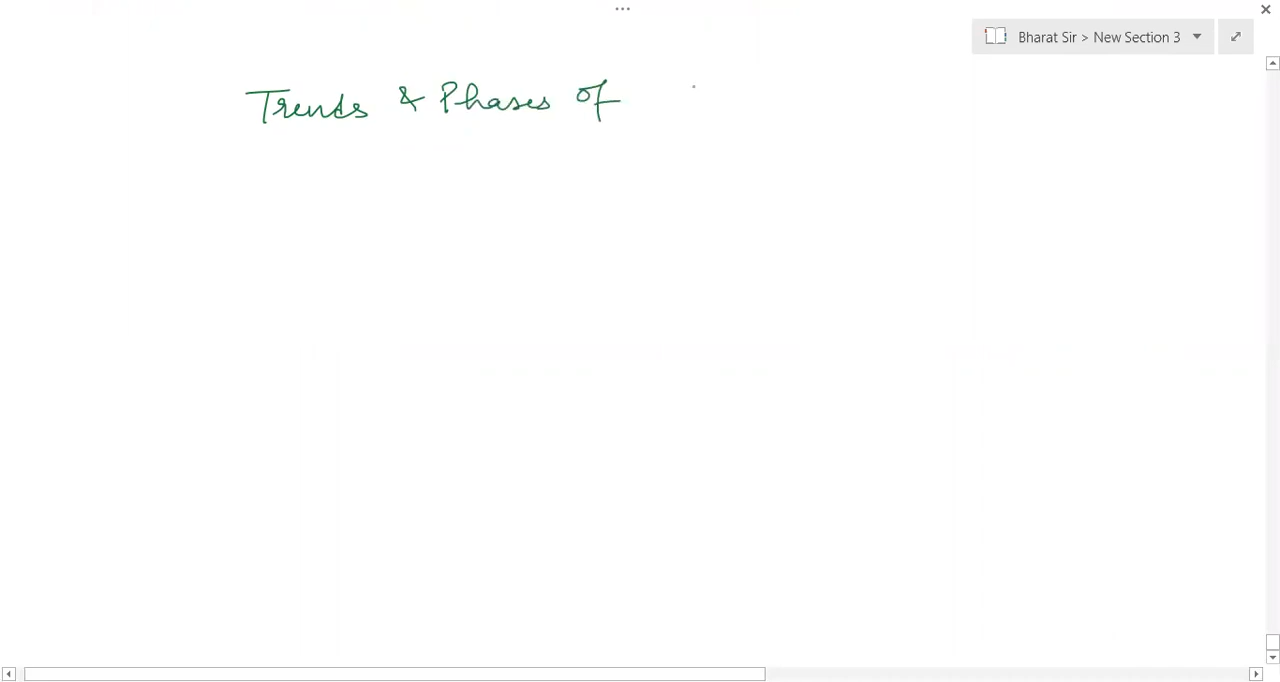 Bharat Sir > New Section 3
Trends & Phases of